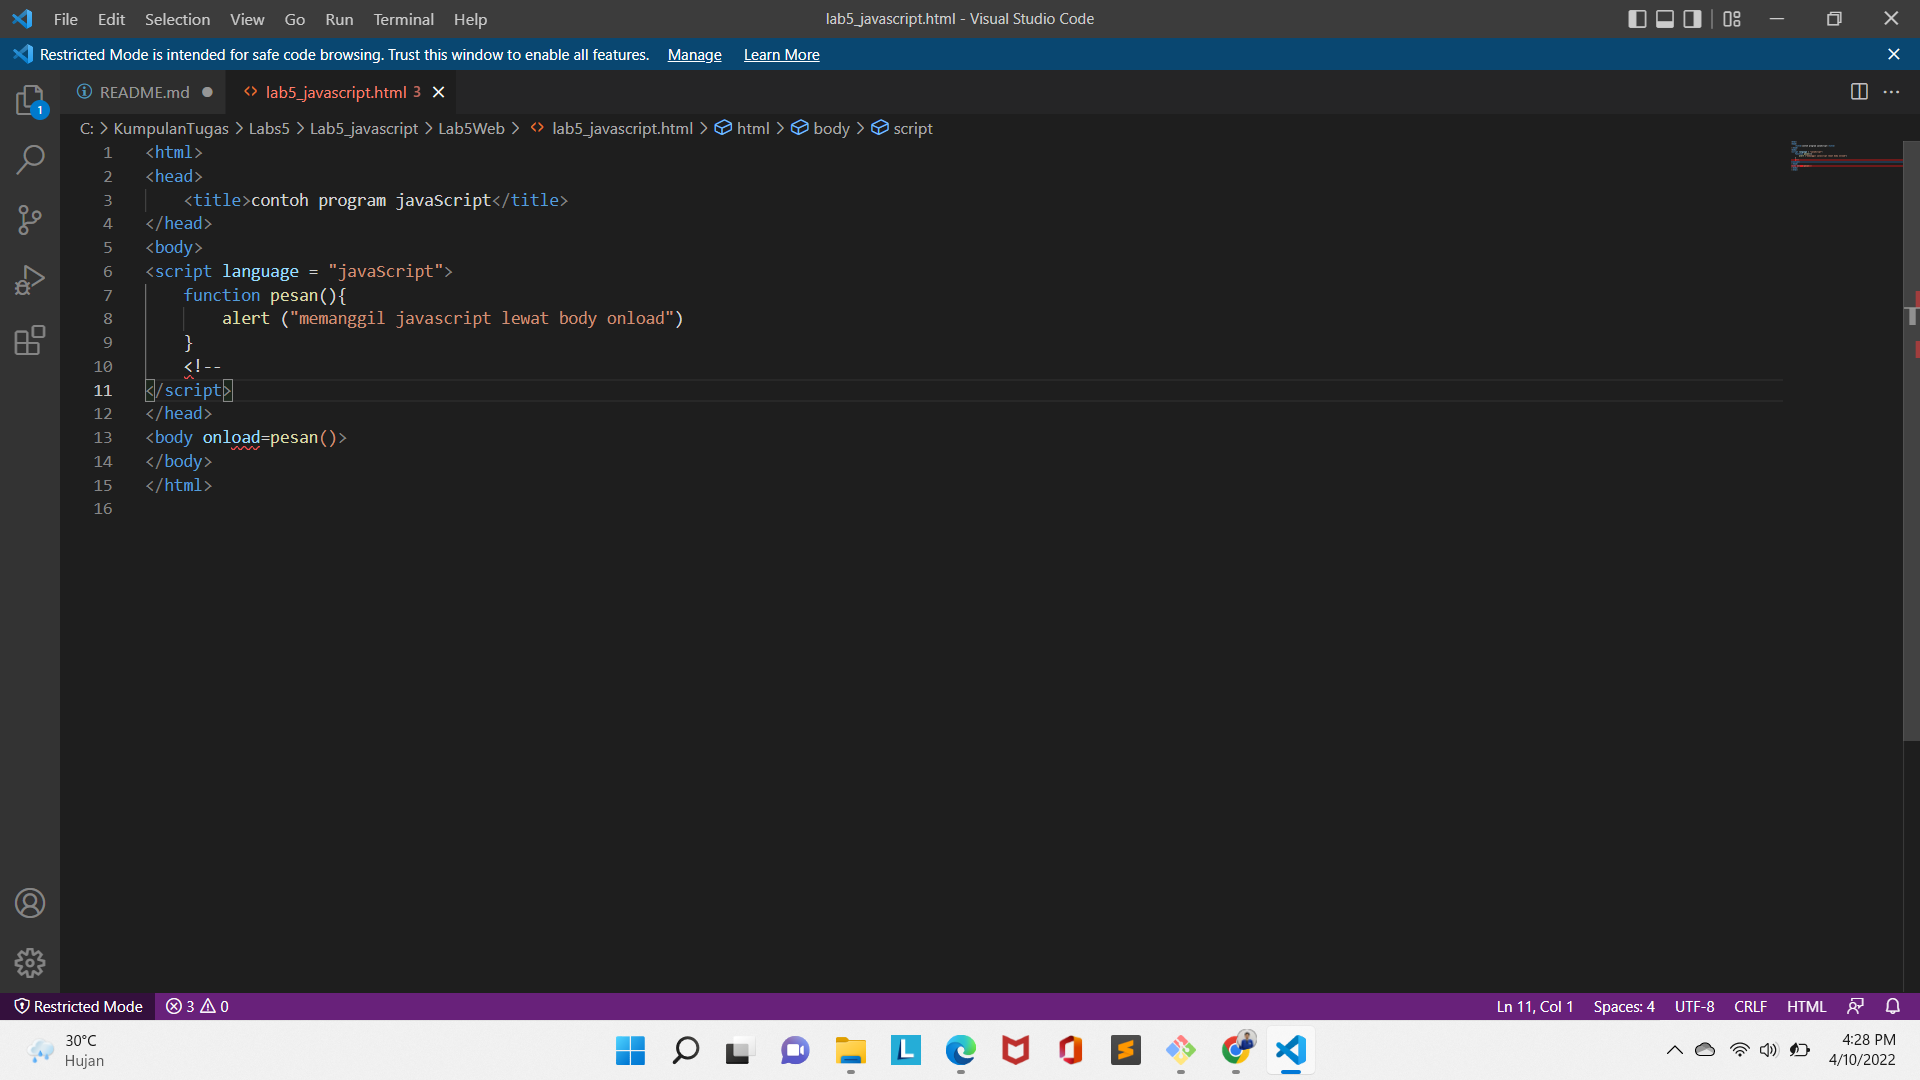 File Edit Selection View Go Run Terminal Help lab5_javascript.html - Visual Studio Code
Restricted Mode is intended for safe code browsing. Trust this window to enable all features. Manage Learn More
1 README.md lab5_javascript.html 3
C: > KumpulanTugas > Labs5 > Lab5_javascript > Lab5Web > lab5_javascript.html > html > body > script
1 <html>
2 <head>
3 <title>contoh program javaScript</title>
4 </head>
5 <body>
6 <script language = "javaScript">
7 function pesan(){
8 alert ("memanggil javascript lewat body onload")
9 }
10 <!--
11 </script>
12 </head>
13 <body onload=pesan()>
14 </body>
15 </html>
16
Restricted Mode 3 0 Ln 11, Col 1 Spaces: 4 UTF-8 CRLF HTML
30°C
Hujan
L
4:28 PM
4/10/2022